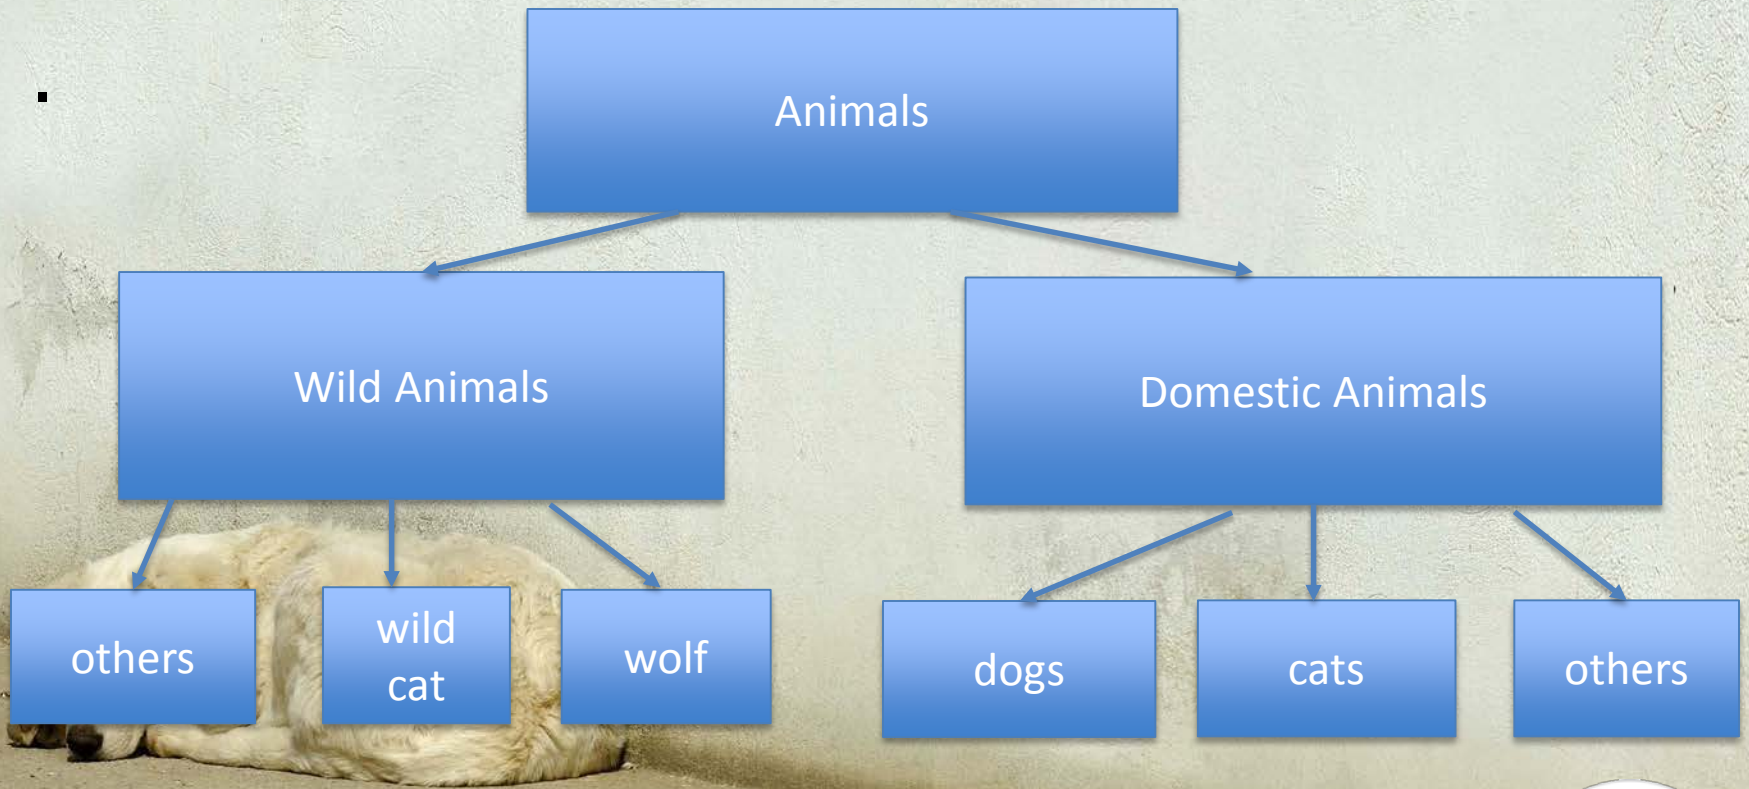 Animals
Wild Animals
Domestic Animals
others
wild
cat
wolf
dogs
cats
others